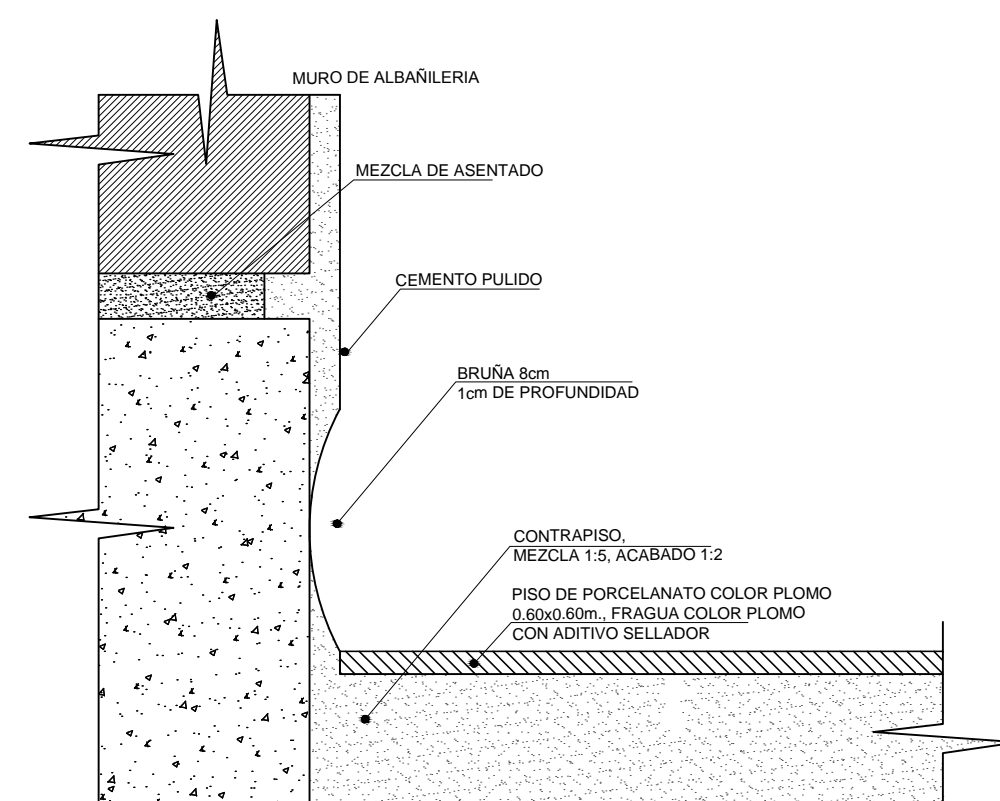 MURO DE ALBAÑILERIA
MEZCLA DE ASENTADO
CEMENTO PULIDO
BRUÑA 8cm
1cm DE PROFUNDIDAD
CONTRAPISO,
MEZCLA 1:5, ACABADO 1:2
PISO DE PORCELANATO COLOR PLOMO
0.60x0.60m., FRAGUA COLOR PLOMO
CON ADITIVO SELLADOR